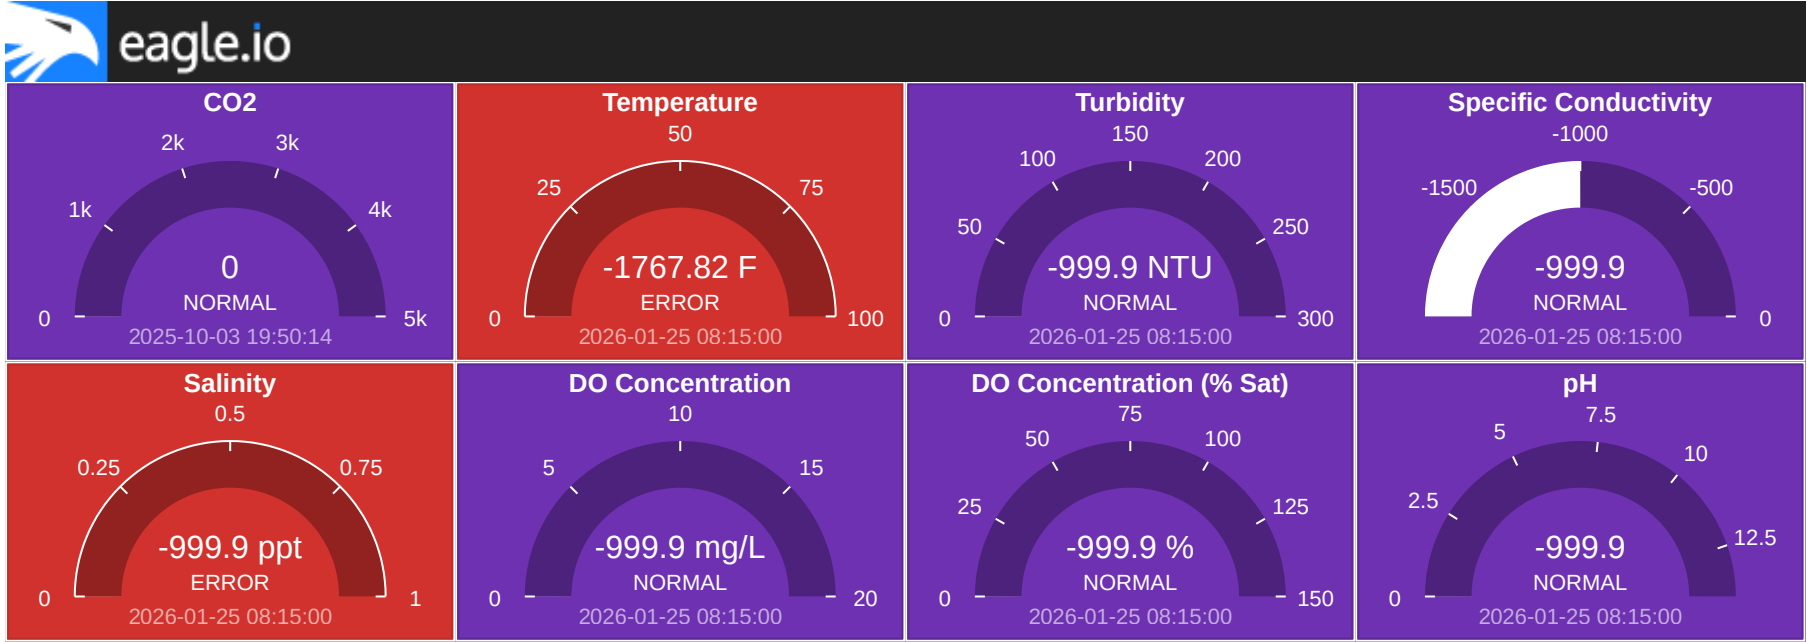 eagle.io
CO2
2k
3k
1k
4k
0
NORMAL
0
5k
2025-10-03 19:50:14
Temperature
50
25
75
-1767.82 F
ERROR
0
100
2026-01-25 08:15:00
Turbidity
150
100
200
50
250
-999.9 NTU
NORMAL
0
300
2026-01-25 08:15:00
Specific Conductivity
-1000
-1500
-500
-999.9
NORMAL
0
2026-01-25 08:15:00
Salinity
0.5
0.25
0.75
-999.9 ppt
ERROR
0
1
2026-01-25 08:15:00
DO Concentration
10
5
15
-999.9 mg/L
NORMAL
0
20
2026-01-25 08:15:00
DO Concentration (% Sat)
75
50
100
25
125
-999.9 %
NORMAL
0
150
2026-01-25 08:15:00
pH
7.5
5
10
2.5
12.5
-999.9
NORMAL
0
2026-01-25 08:15:00